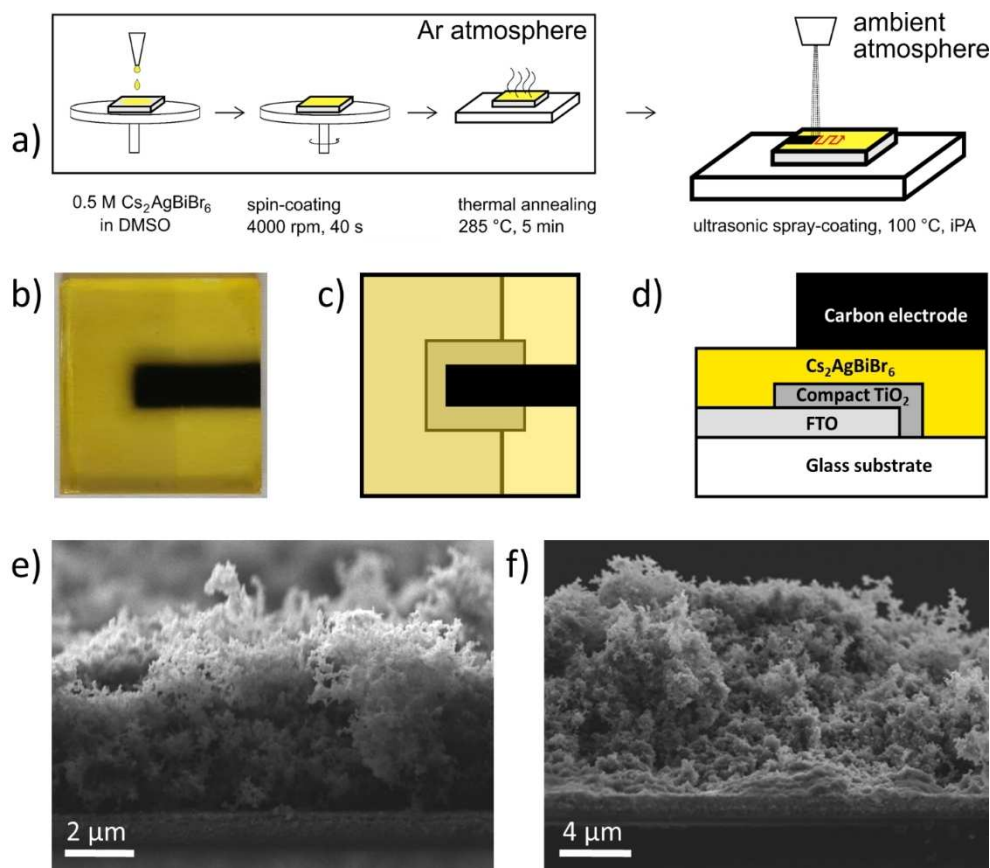 a)
Ar atmosphere
ambient
atmosphere
0.5 M Cs₂AgBiBr₆
in DMSO
spin-coating
4000 rpm, 40 s
thermal annealing
285 °C, 5 min
ultrasonic spray-coating, 100 °C, iPA
b)
c)
d)
Carbon electrode
Cs₂AgBiBr₆
Compact TiO₂
FTO
Glass substrate
e)
2 µm
f)
4 µm